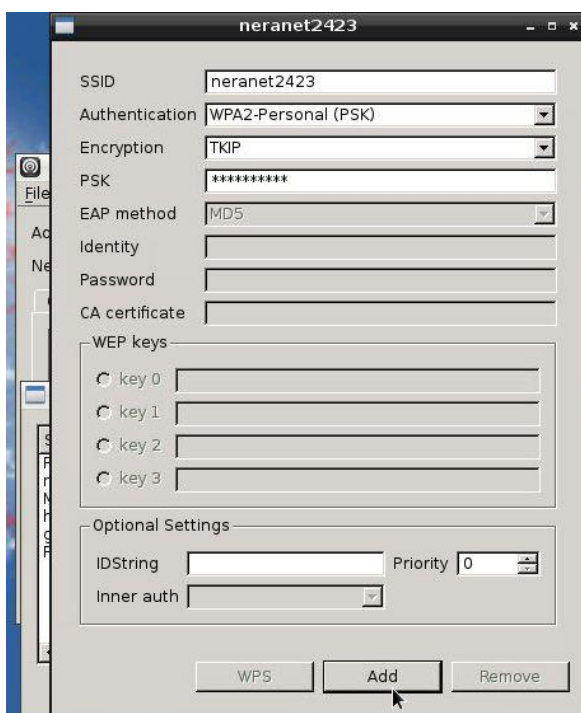 neranet2423
SSID neranet2423
Authentication WPA2-Personal (PSK)
Encryption TKIP
PSK **********
EAP method MD5
Identity
Password
CA certificate
WEP keys
key 0
key 1
key 2
key 3
Optional Settings
IDString Priority 0
Inner auth
WPS Add Remove
File
Ad
Ne